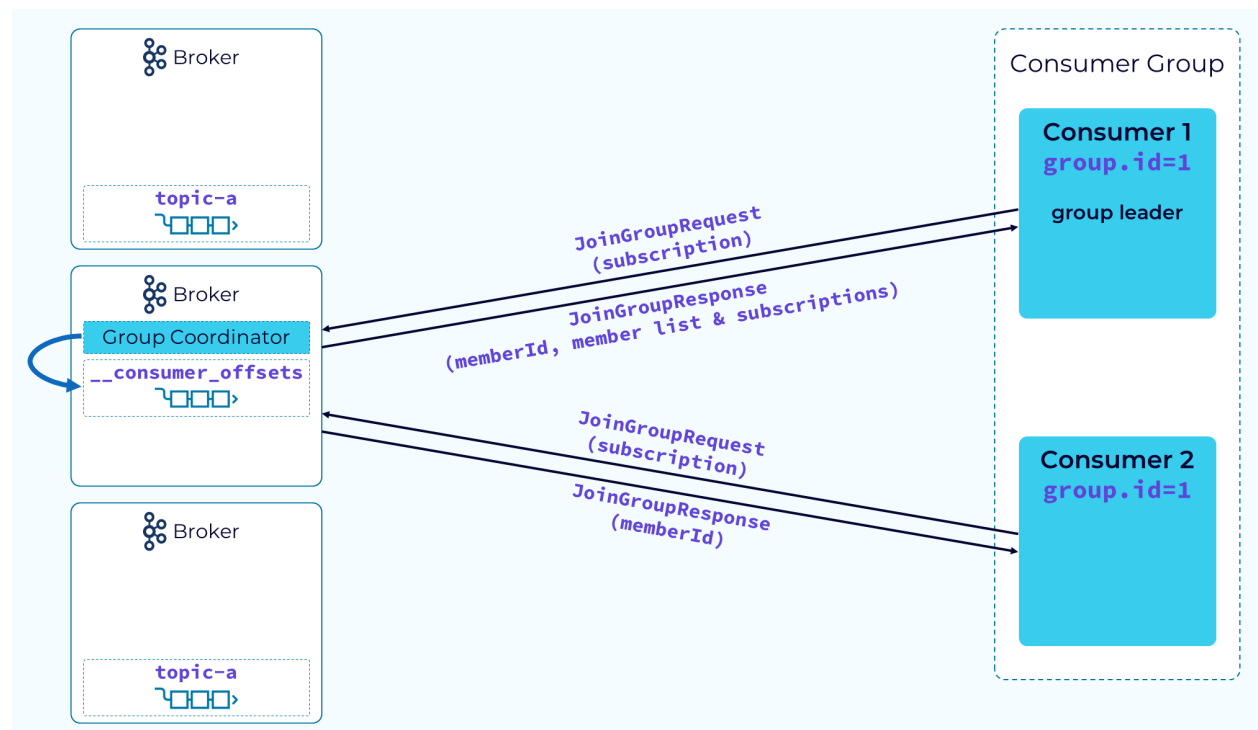 Broker
topic-a
Broker
Group Coordinator
__consumer_offsets
Broker
topic-a
JoinGroupRequest
(subscription)
JoinGroupResponse
(memberId, member list & subscriptions)
JoinGroupRequest
(subscription)
JoinGroupResponse
(memberId)
Consumer Group
Consumer 1
group.id=1
group leader
Consumer 2
group.id=1